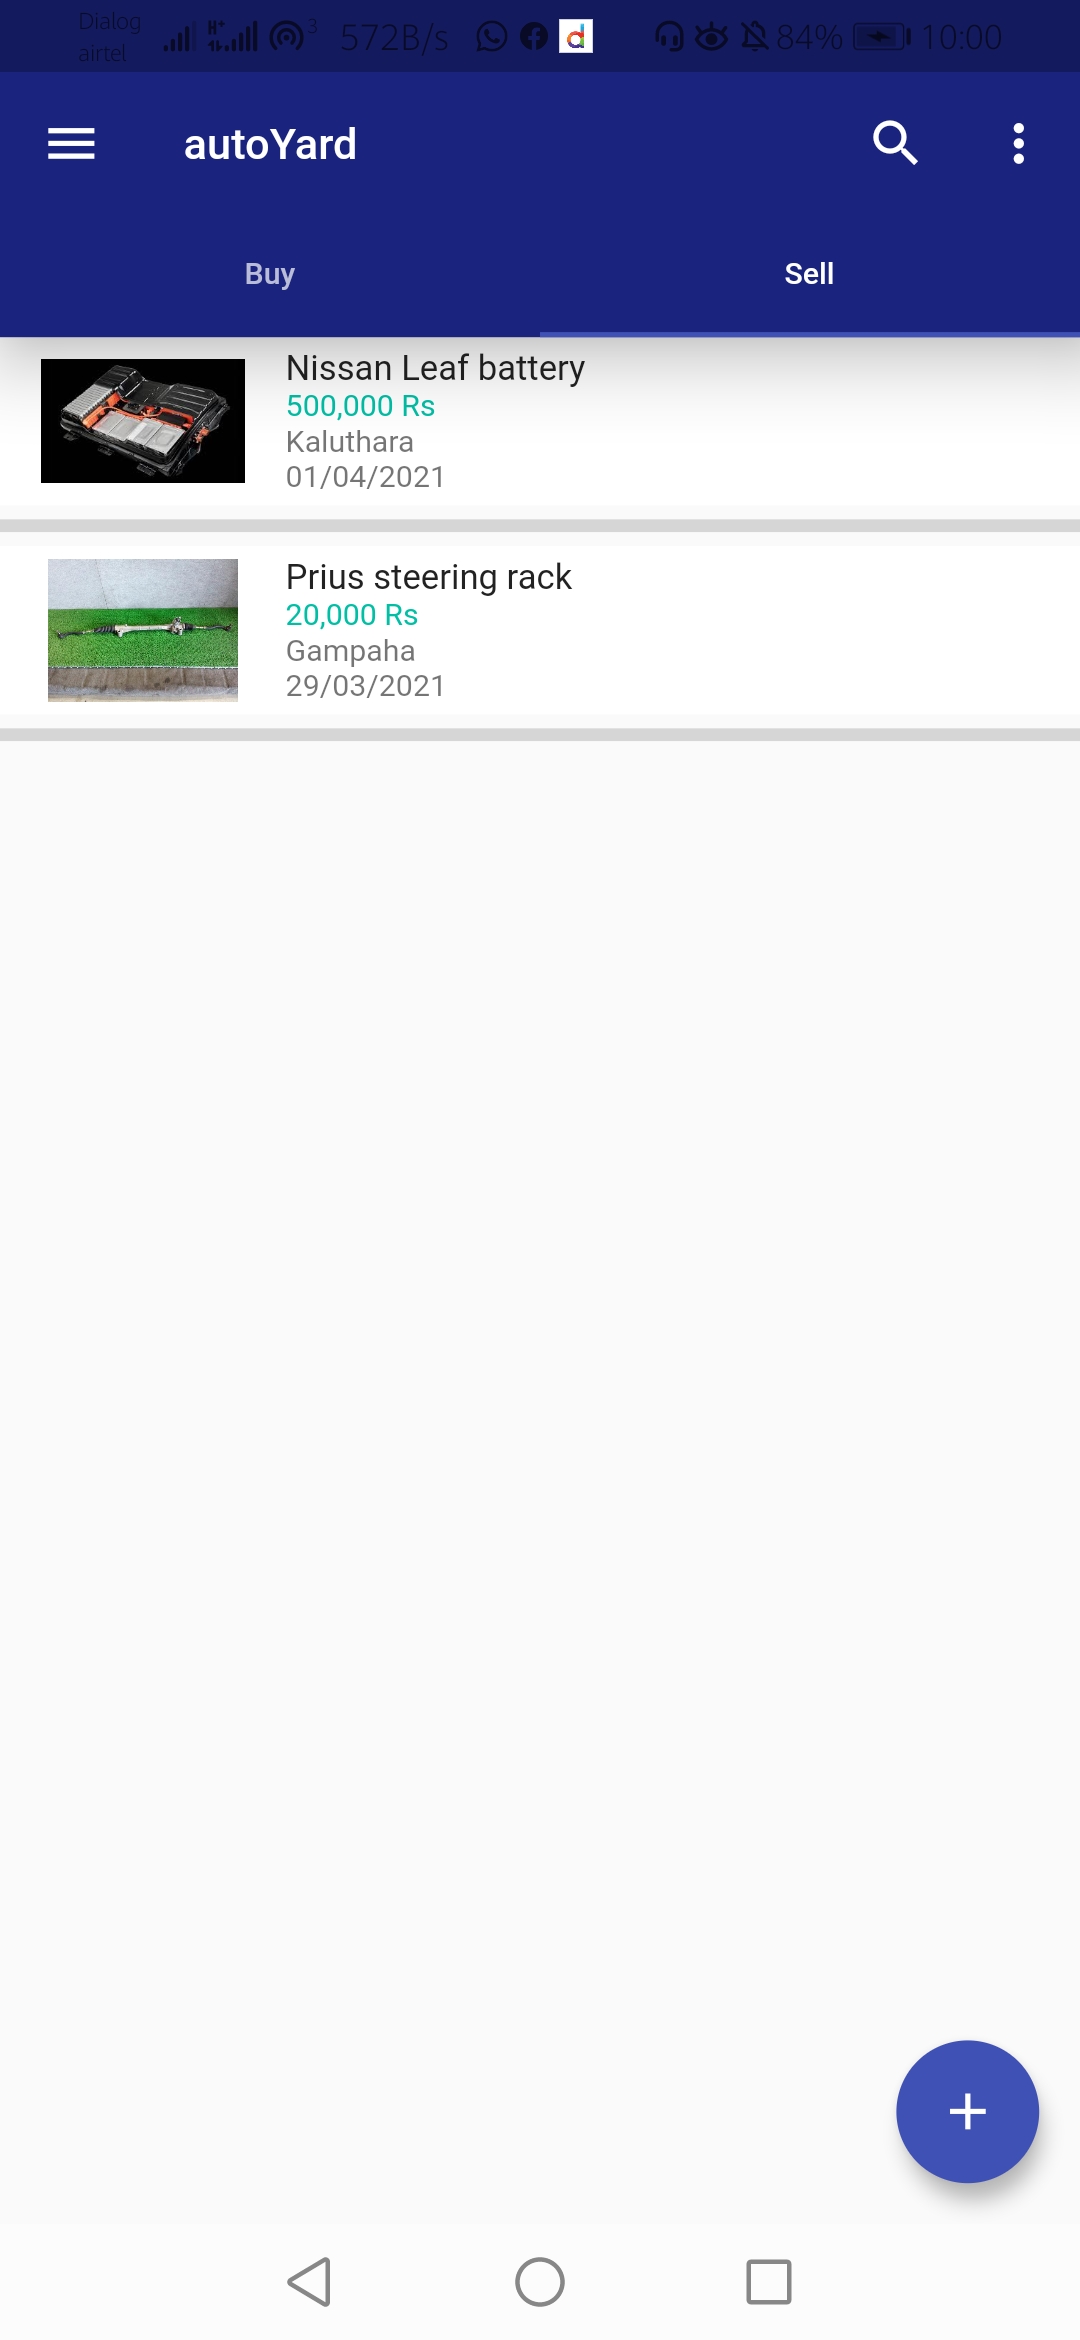 Dialog
airtel
H+
3
572B/s
84%
10:00
autoYard
Buy
Sell
Nissan Leaf battery
500,000 Rs
Kaluthara
01/04/2021
Prius steering rack
20,000 Rs
Gampaha
29/03/2021